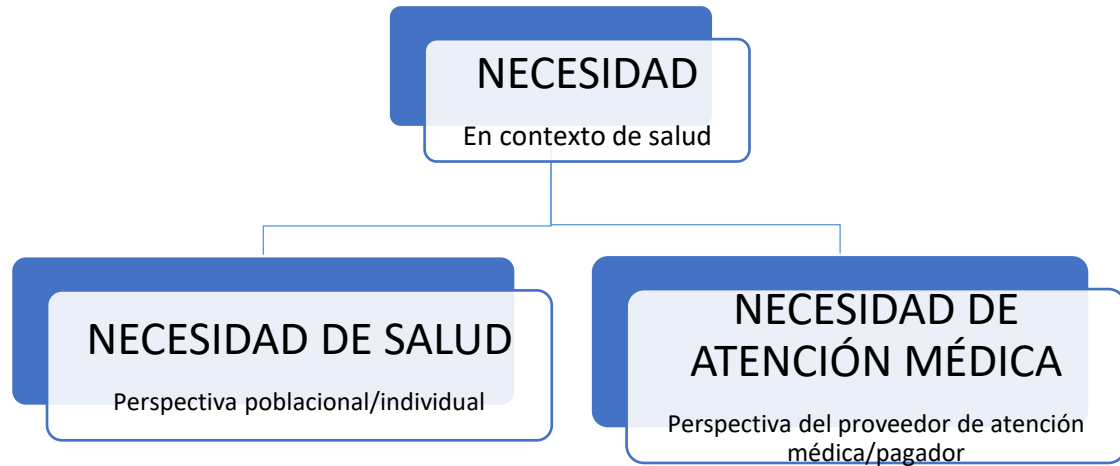 NECESIDAD
En contexto de salud
NECESIDAD DE SALUD
Perspectiva poblacional/individual
NECESIDAD DE
ATENCIÓN MÉDICA
Perspectiva del proveedor de atención
médica/pagador